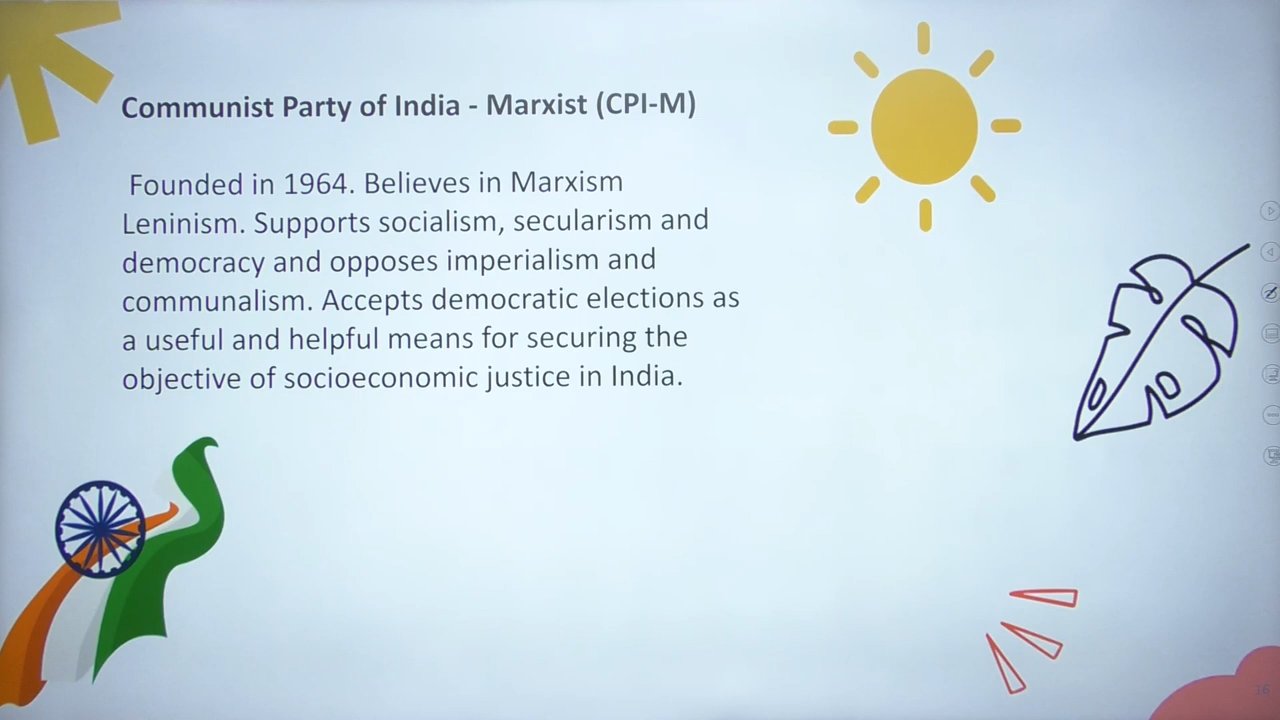 Communist Party of India - Marxist (CPI-M)
Founded in 1964. Believes in Marxism
Leninism. Supports socialism, secularism and
democracy and opposes imperialism and
communalism. Accepts democratic elections as
a useful and helpful means for securing the
objective of socioeconomic justice in India.
16